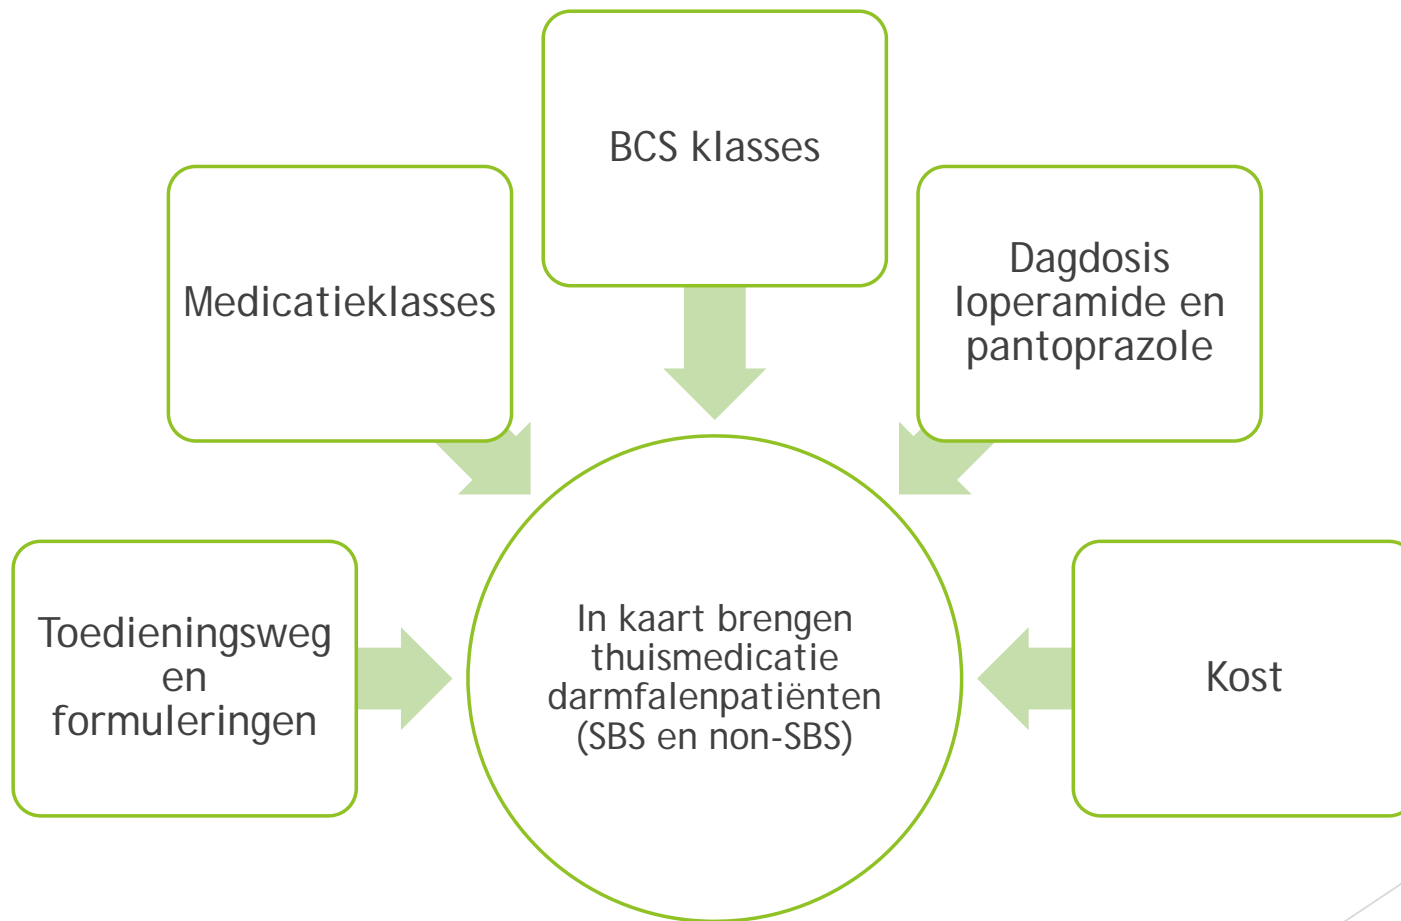 BCS klasses
Medicatieklasses
Dagdosis
loperamide en
pantoprazole
Toedieningsweg
en
formuleringen
In kaart brengen
thuismedicatie
darmfalenpatiënten
(SBS en non-SBS)
Kost